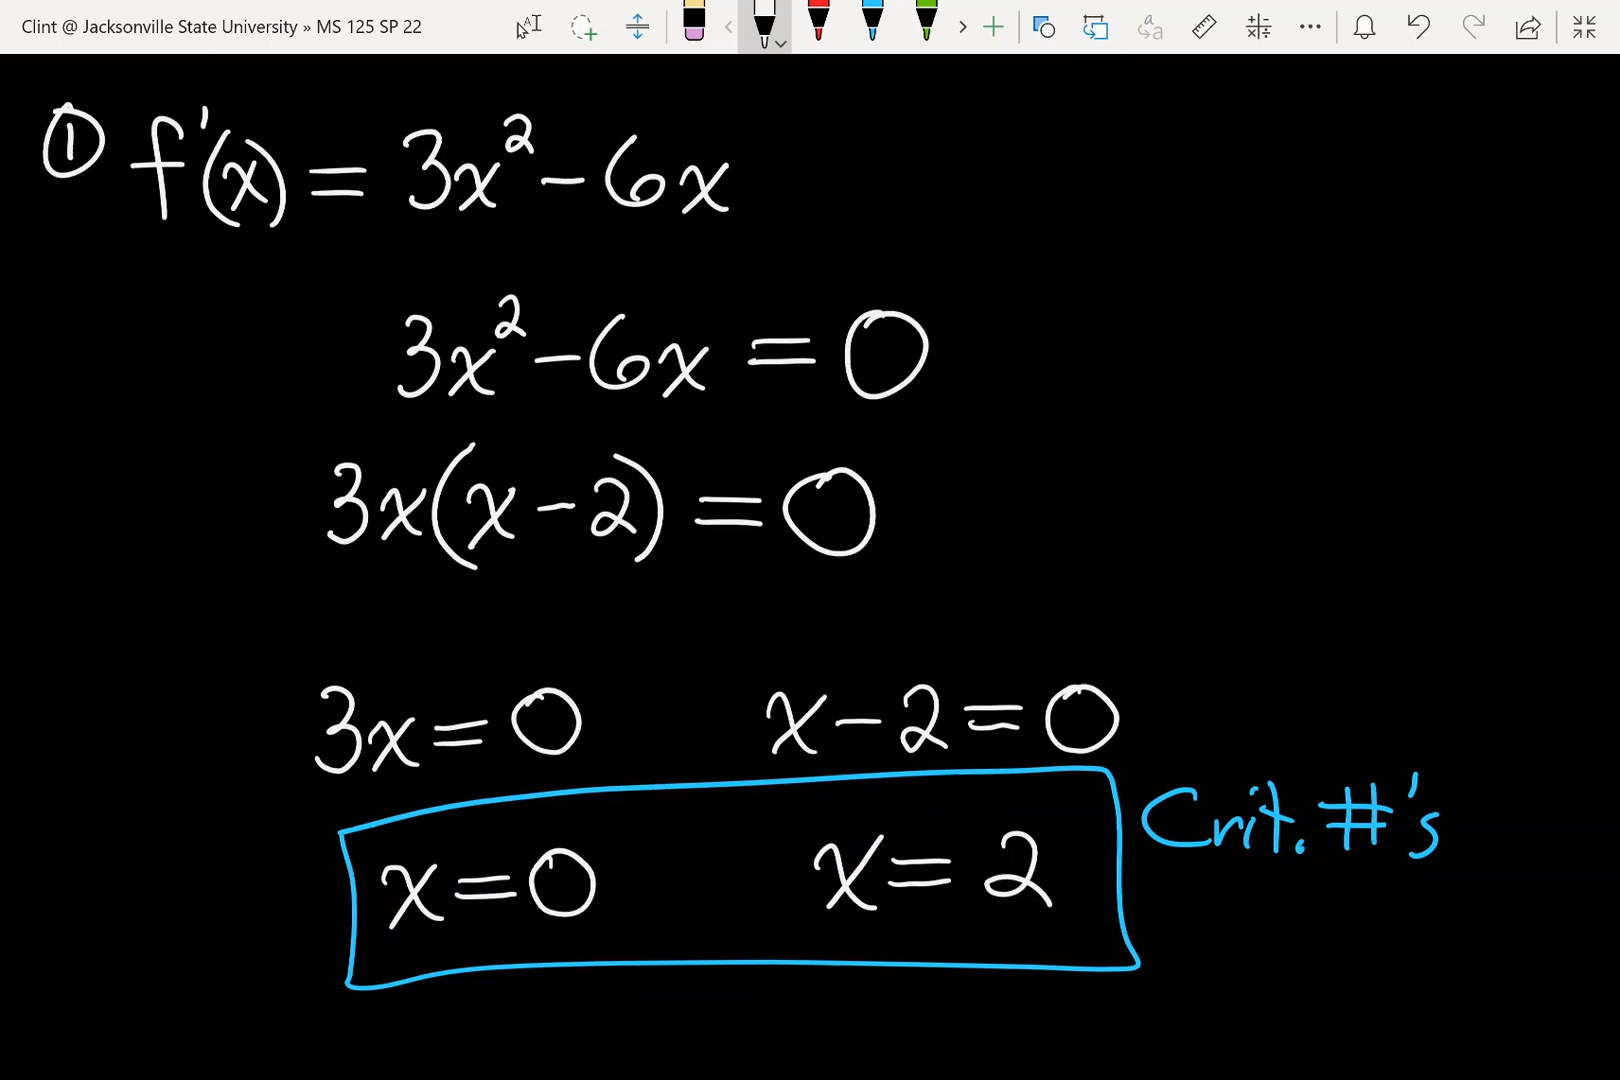 Clint @ Jacksonville State University » MS 125 SP 22
① f'(x) = 3x² - 6x
3x² - 6x = 0
3x(x - 2) = 0
3x = 0 x - 2 = 0
x = 0 x = 2 Crit. #'s